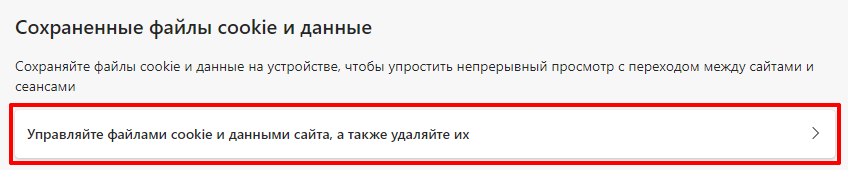 Сохраненные файлы cookie и данные
Сохраняйте файлы cookie и данные на устройстве, чтобы упростить непрерывный просмотр с переходом между сайтами и
сеансами
Управляйте файлами cookie и данными сайта, а также удаляйте их